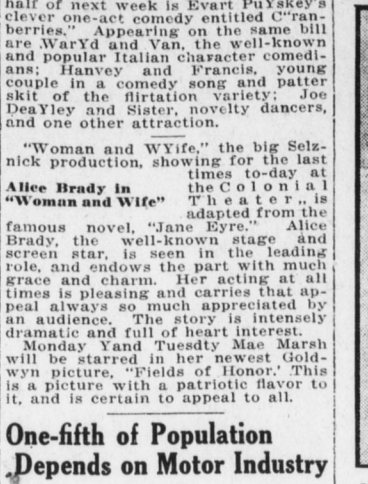 half of next week is Evart PuYskey's
clever one-act comedy entitled C"ran-
berries." Appearing on the same bill
are WarYd and Van, the well-known
and popular Italian character comedi-
ans; Hanvey and Francis, young
couple in a comedy song and patter
skit of the flirtation variety; Joe
DeaYley and Sister, novelty dancers,
and one other attraction.
"Woman and WYife," the big Selz-
nick production, showing for the last
times to-day at
Alice Brady in the Colonial
"Woman and Wife" Theater,, is
adapted from the
famous novel, "Jane Eyre." Alice
Brady, the well-known stage and
screen star, is seen in the leading
role, and endows the part with much
grace and charm. Her acting at all
times is pleasing and carries that ap-
peal always so much appreciated by
an audience. The story is intensely
dramatic and full of heart interest.
Monday Yand Tuesdty Mae Marsh
will be starred in her newest Gold-
wyn picture, "Fields of Honor.' This
is a picture with a patriotic flavor to
it, and is certain to appeal to all.
One-fifth of Population
Depends on Motor Industry